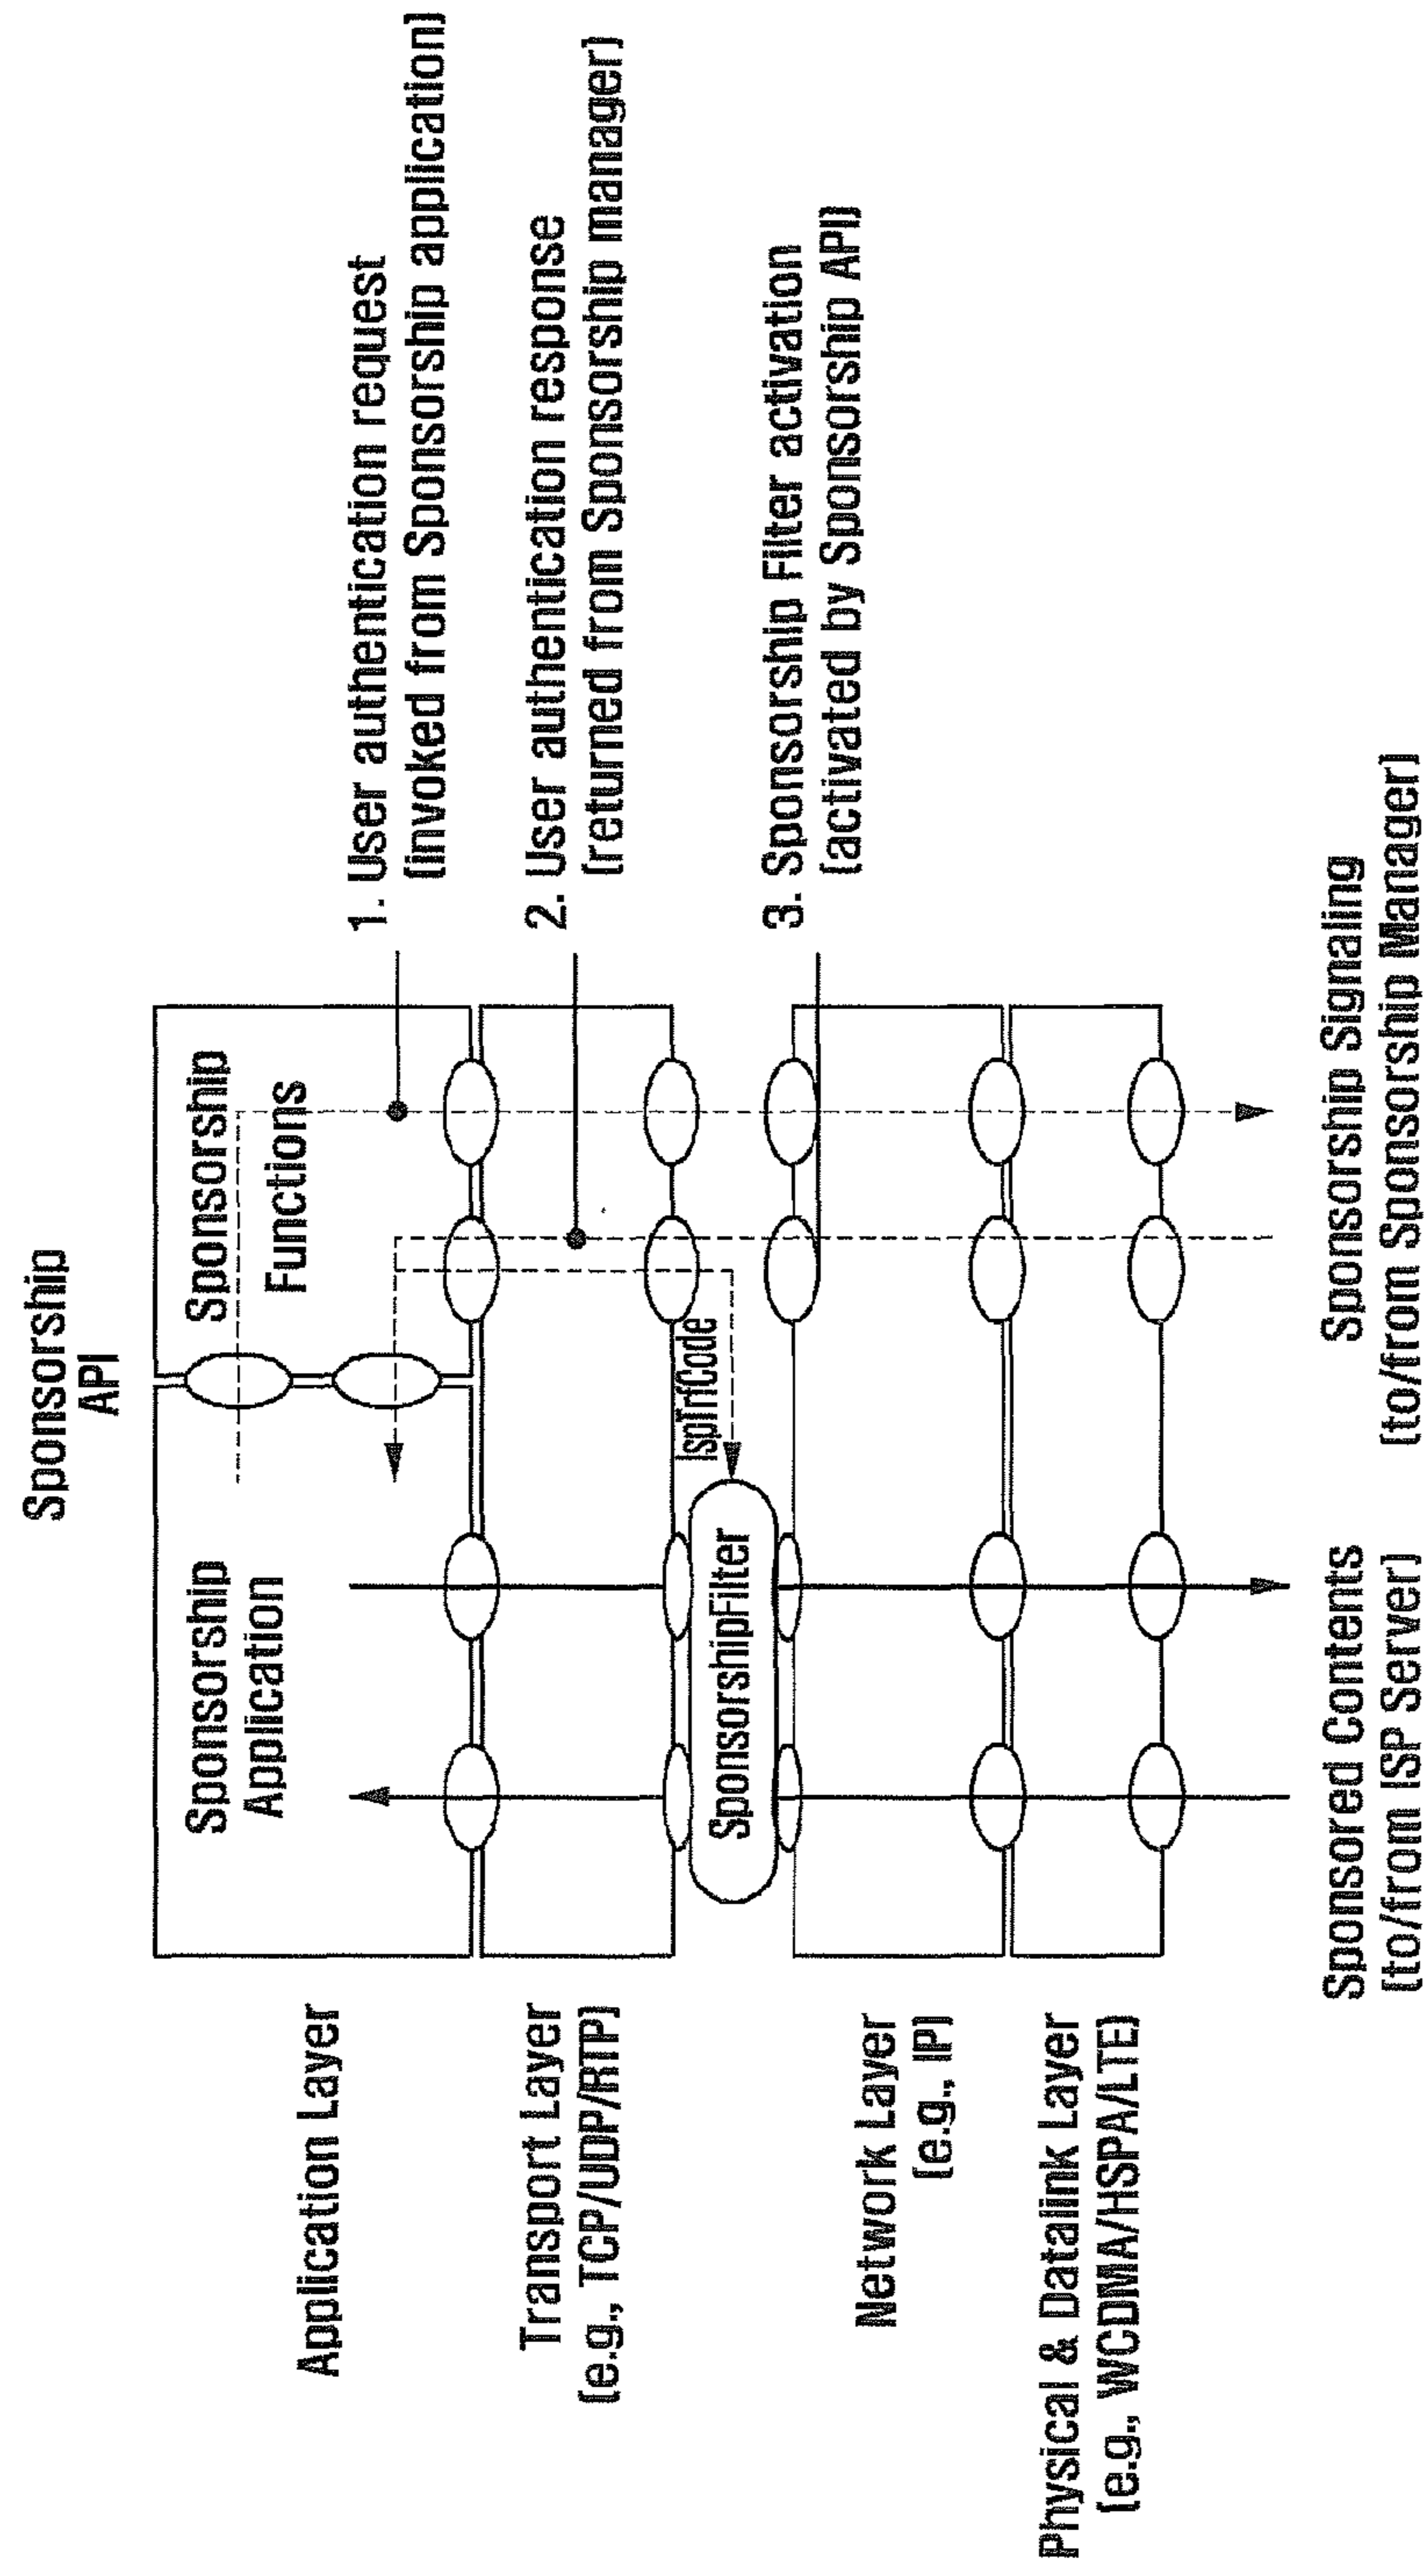 Sponsorship
API
Sponsorship
Application
Sponsorship
Functions
Application Layer
Transport Layer
(e.g., TCP/UDP/RTP)
Network Layer
(e.g., IP)
Physical & Datalink Layer
(e.g., WCDMA/HSPA/LTE)
SponsorshipFilter
IspTrfCode
1. User authentication request
(invoked from Sponsorship application)
2. User authentication response
(returned from Sponsorship manager)
3. Sponsorship Filter activation
(activated by Sponsorship API)
Sponsored Contents
(to/from ISP Server)
Sponsorship Signaling
(to/from Sponsorship Manager)